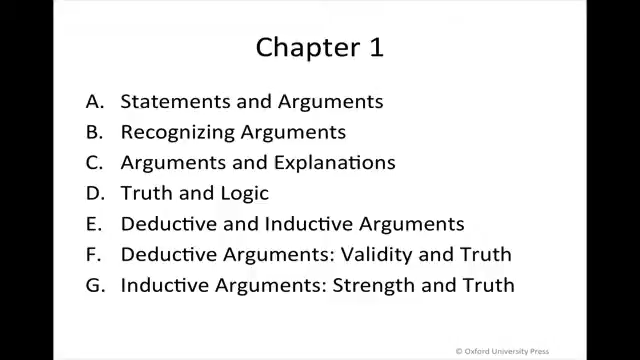 Chapter 1
A. Statements and Arguments
B. Recognizing Arguments
C. Arguments and Explanations
D. Truth and Logic
E. Deductive and Inductive Arguments
F. Deductive Arguments: Validity and Truth
G. Inductive Arguments: Strength and Truth
© Oxford University Press